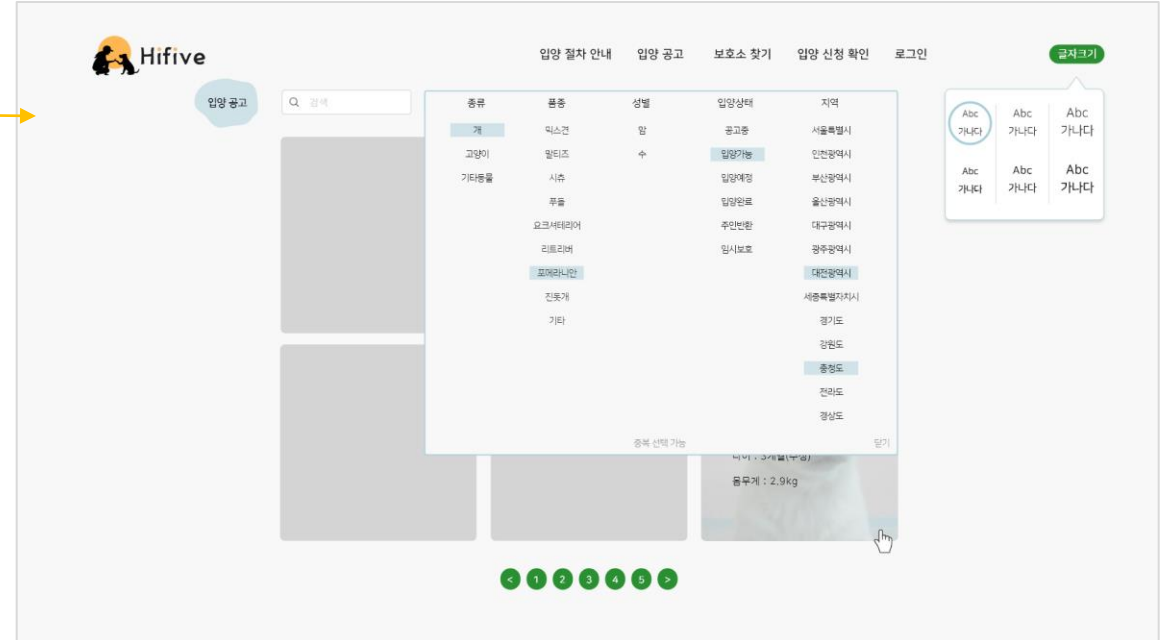 Hifive
입양 절차 안내 입양 공고 보호소 찾기 입양 신청 확인 로그인
글자크기
입양 공고
검색
종류 품종 성별 입양상태 지역
개 믹스견 암 공고중 서울특별시
고양이 말티즈 수 입양가능 인천광역시
기타동물 시츄 입양예정 부산광역시
푸들 입양완료 울산광역시
요크셔테리어 주인반환 대구광역시
리트리버 임시보호 광주광역시
포메라니안 대전광역시
진돗개 세종특별자치시
기타 경기도
강원도
충청도
전라도
경상도
중복 선택 가능 닫기
Abc Abc Abc
가나다 가나다 가나다
Abc Abc Abc
가나다 가나다 가나다
나이 : 3개월(추정)
몸무게 : 2.9kg
< 1 2 3 4 5 >